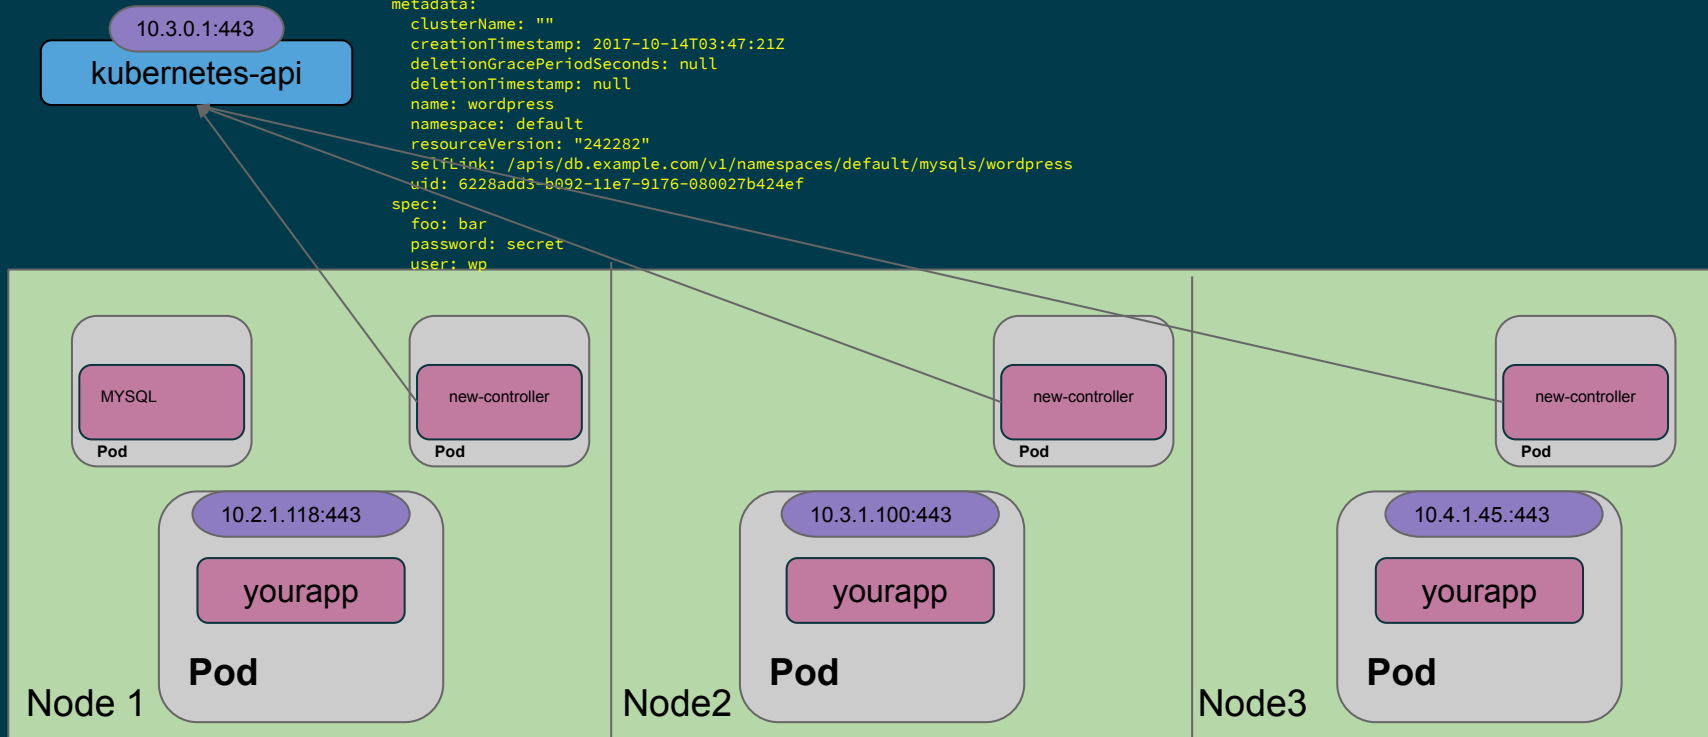 metadata:
clusterName: ""
creationTimestamp: 2017-10-14T03:47:21Z
deletionGracePeriodSeconds: null
deletionTimestamp: null
name: wordpress
namespace: default
resourceVersion: "242282"
selfLink: /apis/db.example.com/v1/namespaces/default/mysqls/wordpress
uid: 6228add3-b092-11e7-9176-080027b424ef
spec:
foo: bar
password: secret
user: wp
10.3.0.1:443
kubernetes-api
MYSQL
Pod
new-controller
Pod
10.2.1.118:443
yourapp
Pod
Node 1
new-controller
Pod
10.3.1.100:443
yourapp
Pod
Node2
new-controller
Pod
10.4.1.45.:443
yourapp
Pod
Node3